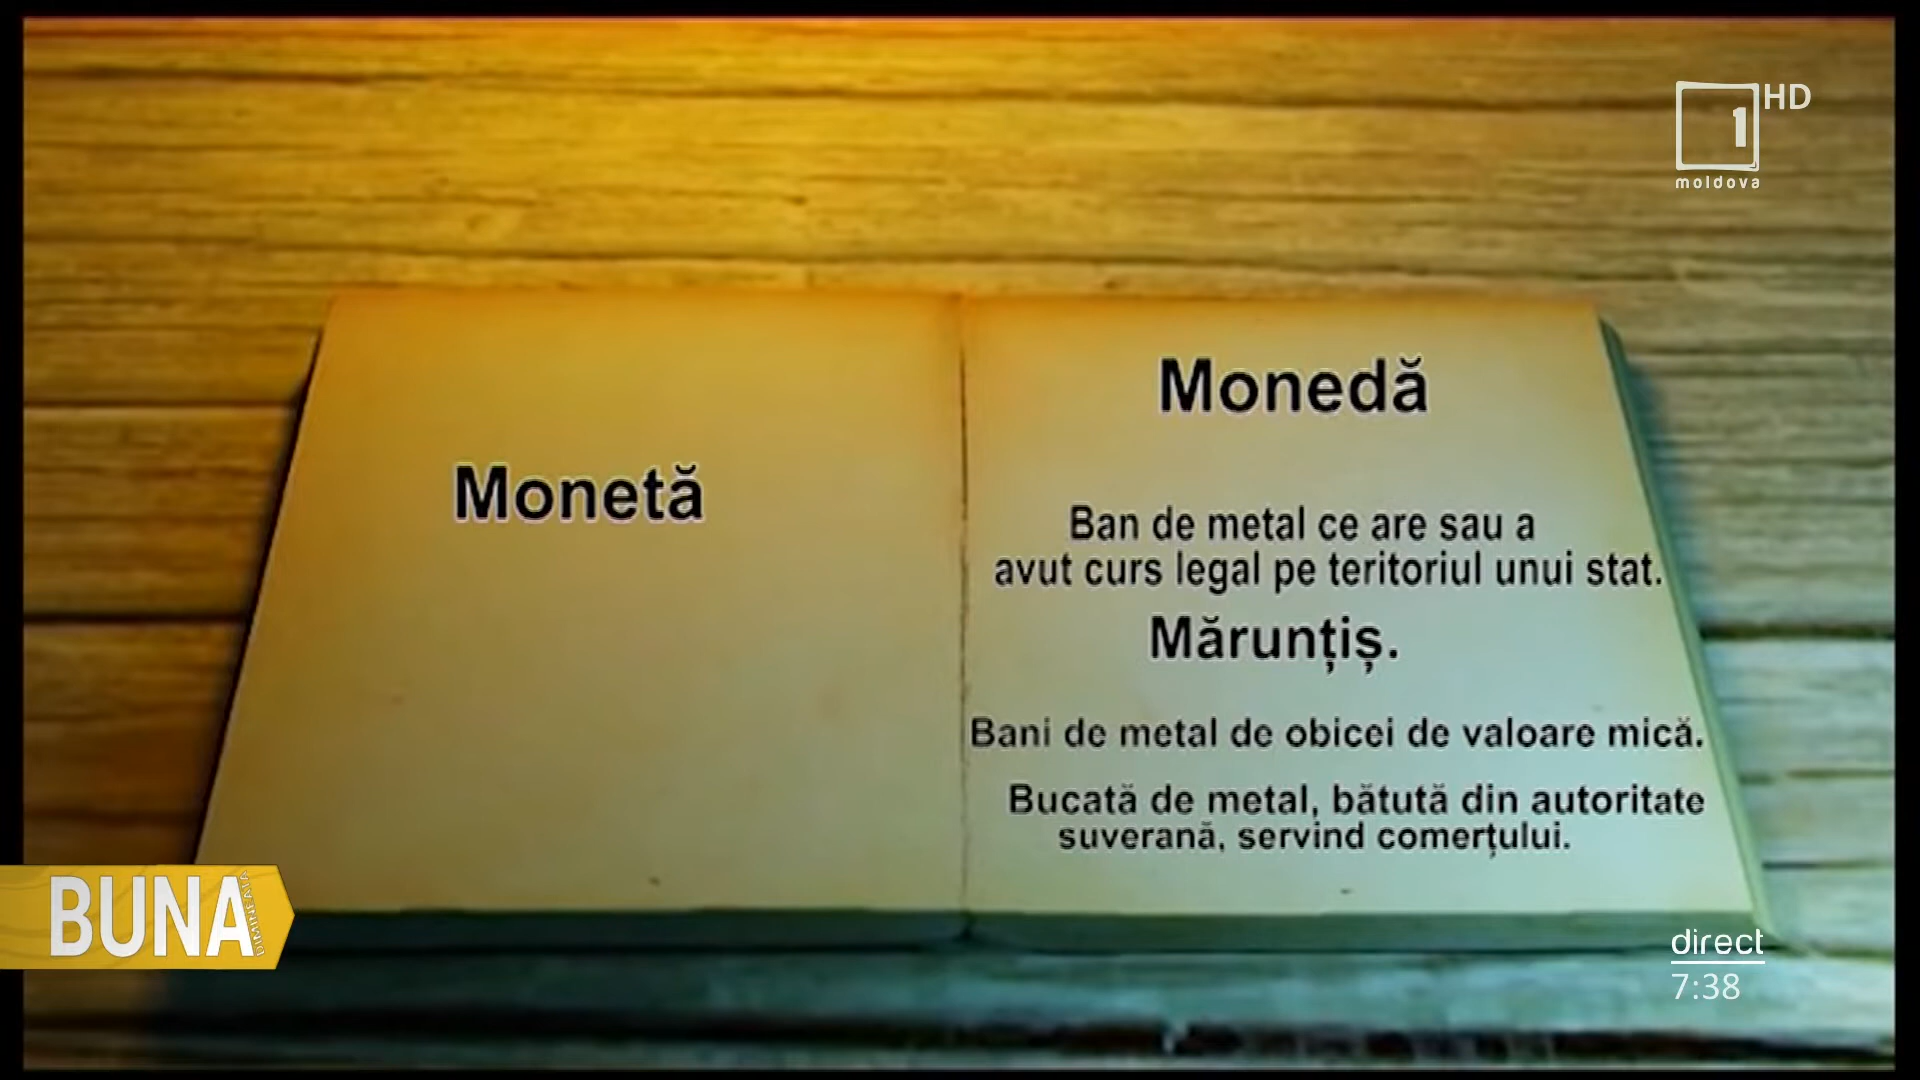 HD
1
moldova
Monetă
Monedă
Ban de metal ce are sau a
avut curs legal pe teritoriul unui stat.
Mărunțiș.
Bani de metal de obicei de valoare mică.
Bucată de metal, bătută din autoritate
suverană, servind comerțului.
BUNA
DIMINEAȚA
direct
7:38